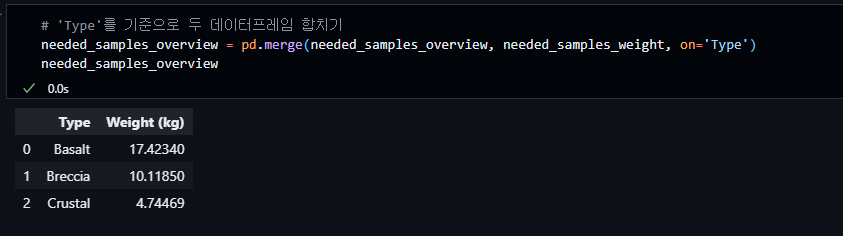 # 'Type'를 기준으로 두 데이터프레임 합치기
needed_samples_overview = pd.merge(needed_samples_overview, needed_samples_weight, on='Type')
needed_samples_overview
0.0s
Type Weight (kg)
0 Basalt 17.42340
1 Breccia 10.11850
2 Crustal 4.74469